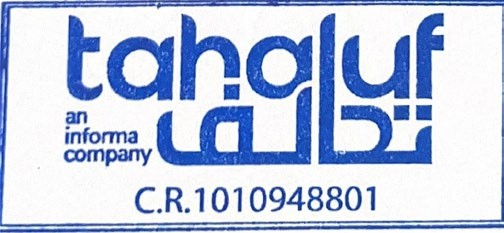 tahaluf
تحالف
an
informa
company
C.R.1010948801